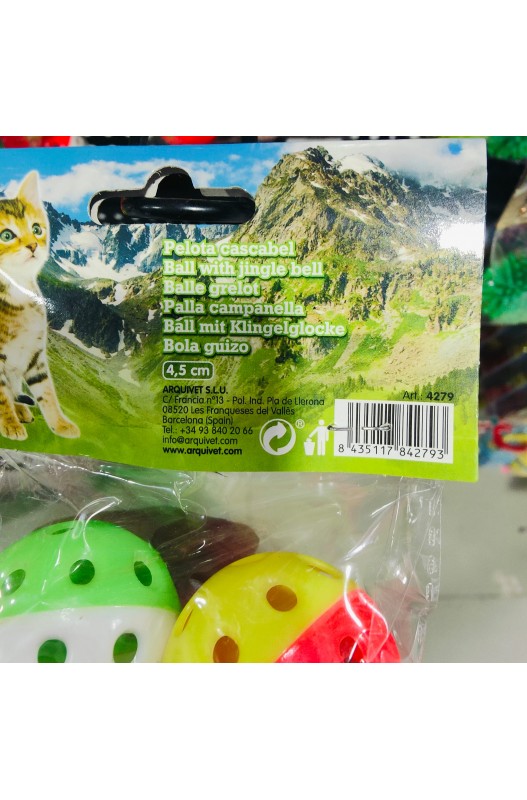 Pelota cascabel
Ball with jingle bell
Balle grelot
Palla campanella
Ball mit Klingelglocke
Bola guizo
4,5 cm
ARQUIVET S.L.U.
C/ Francia nº13 - Pol. Ind. Pla de Llerona
08520 Les Franqueses del Vallès
Barcelona (Spain)
Tel.: +34 93 840 20 66
info@arquivet.com
www.arquivet.com
Art.: 4279
8 435117 842793